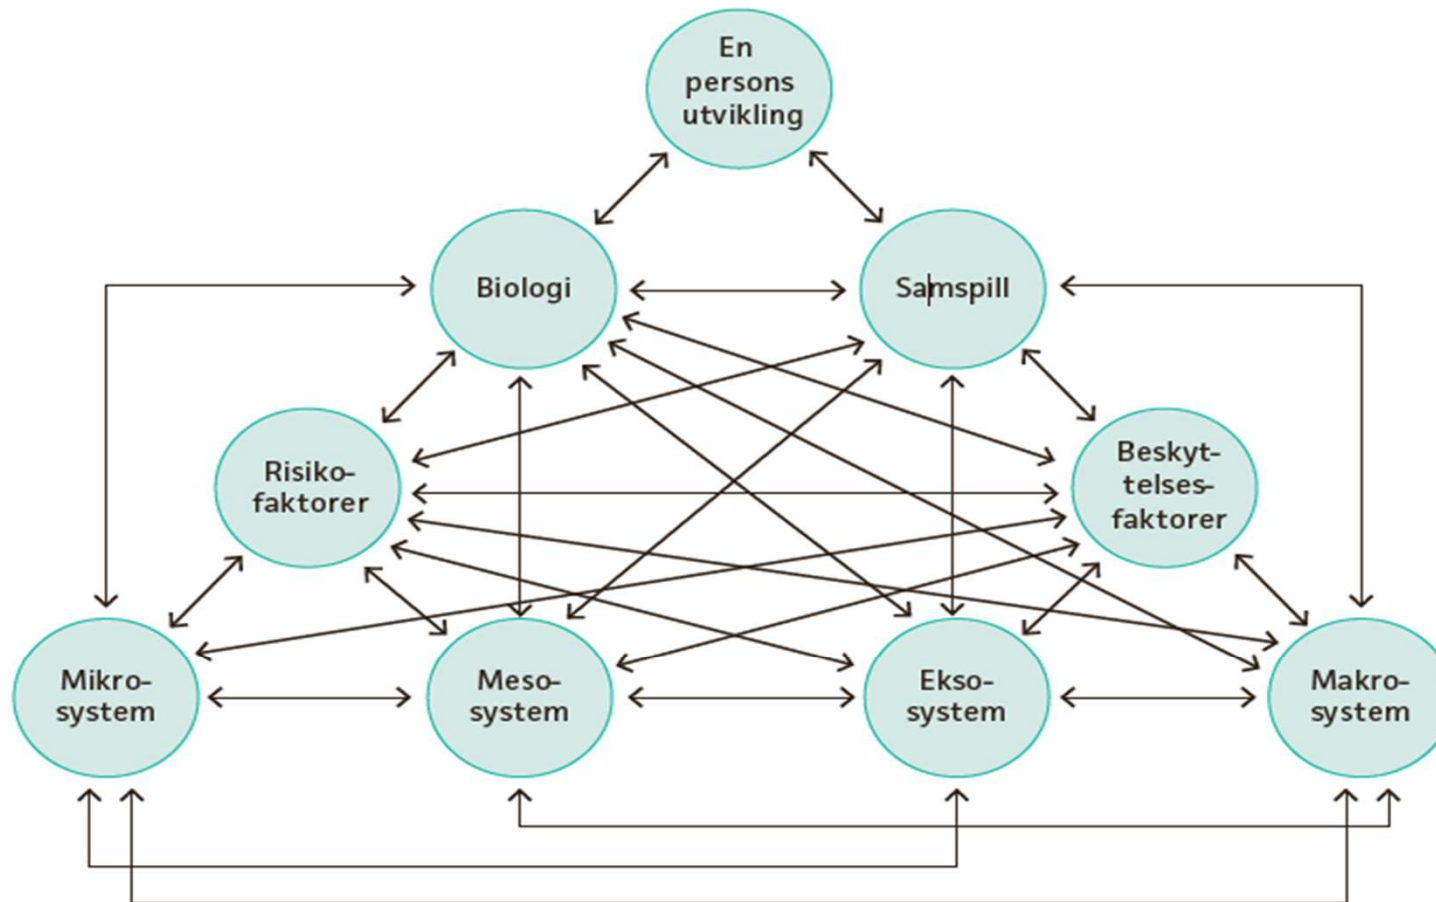 En
persons
utvikling
Biologi
Samspill
Risiko-
faktorer
Beskyt-
telses-
faktorer
Mikro-
system
Meso-
system
Ekso-
system
Makro-
system